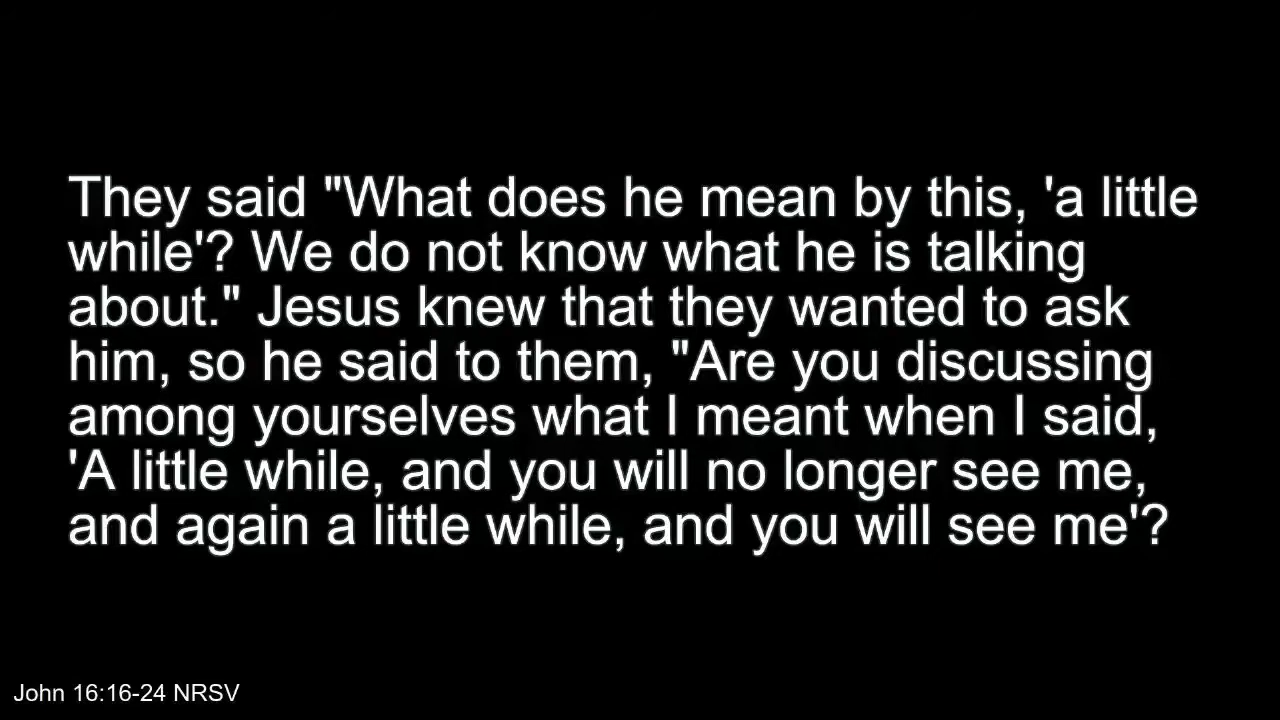 They said "What does he mean by this, 'a little
while'? We do not know what he is talking
about." Jesus knew that they wanted to ask
him, so he said to them, "Are you discussing
among yourselves what I meant when I said,
'A little while, and you will no longer see me,
and again a little while, and you will see me'?
John 16:16-24 NRSV